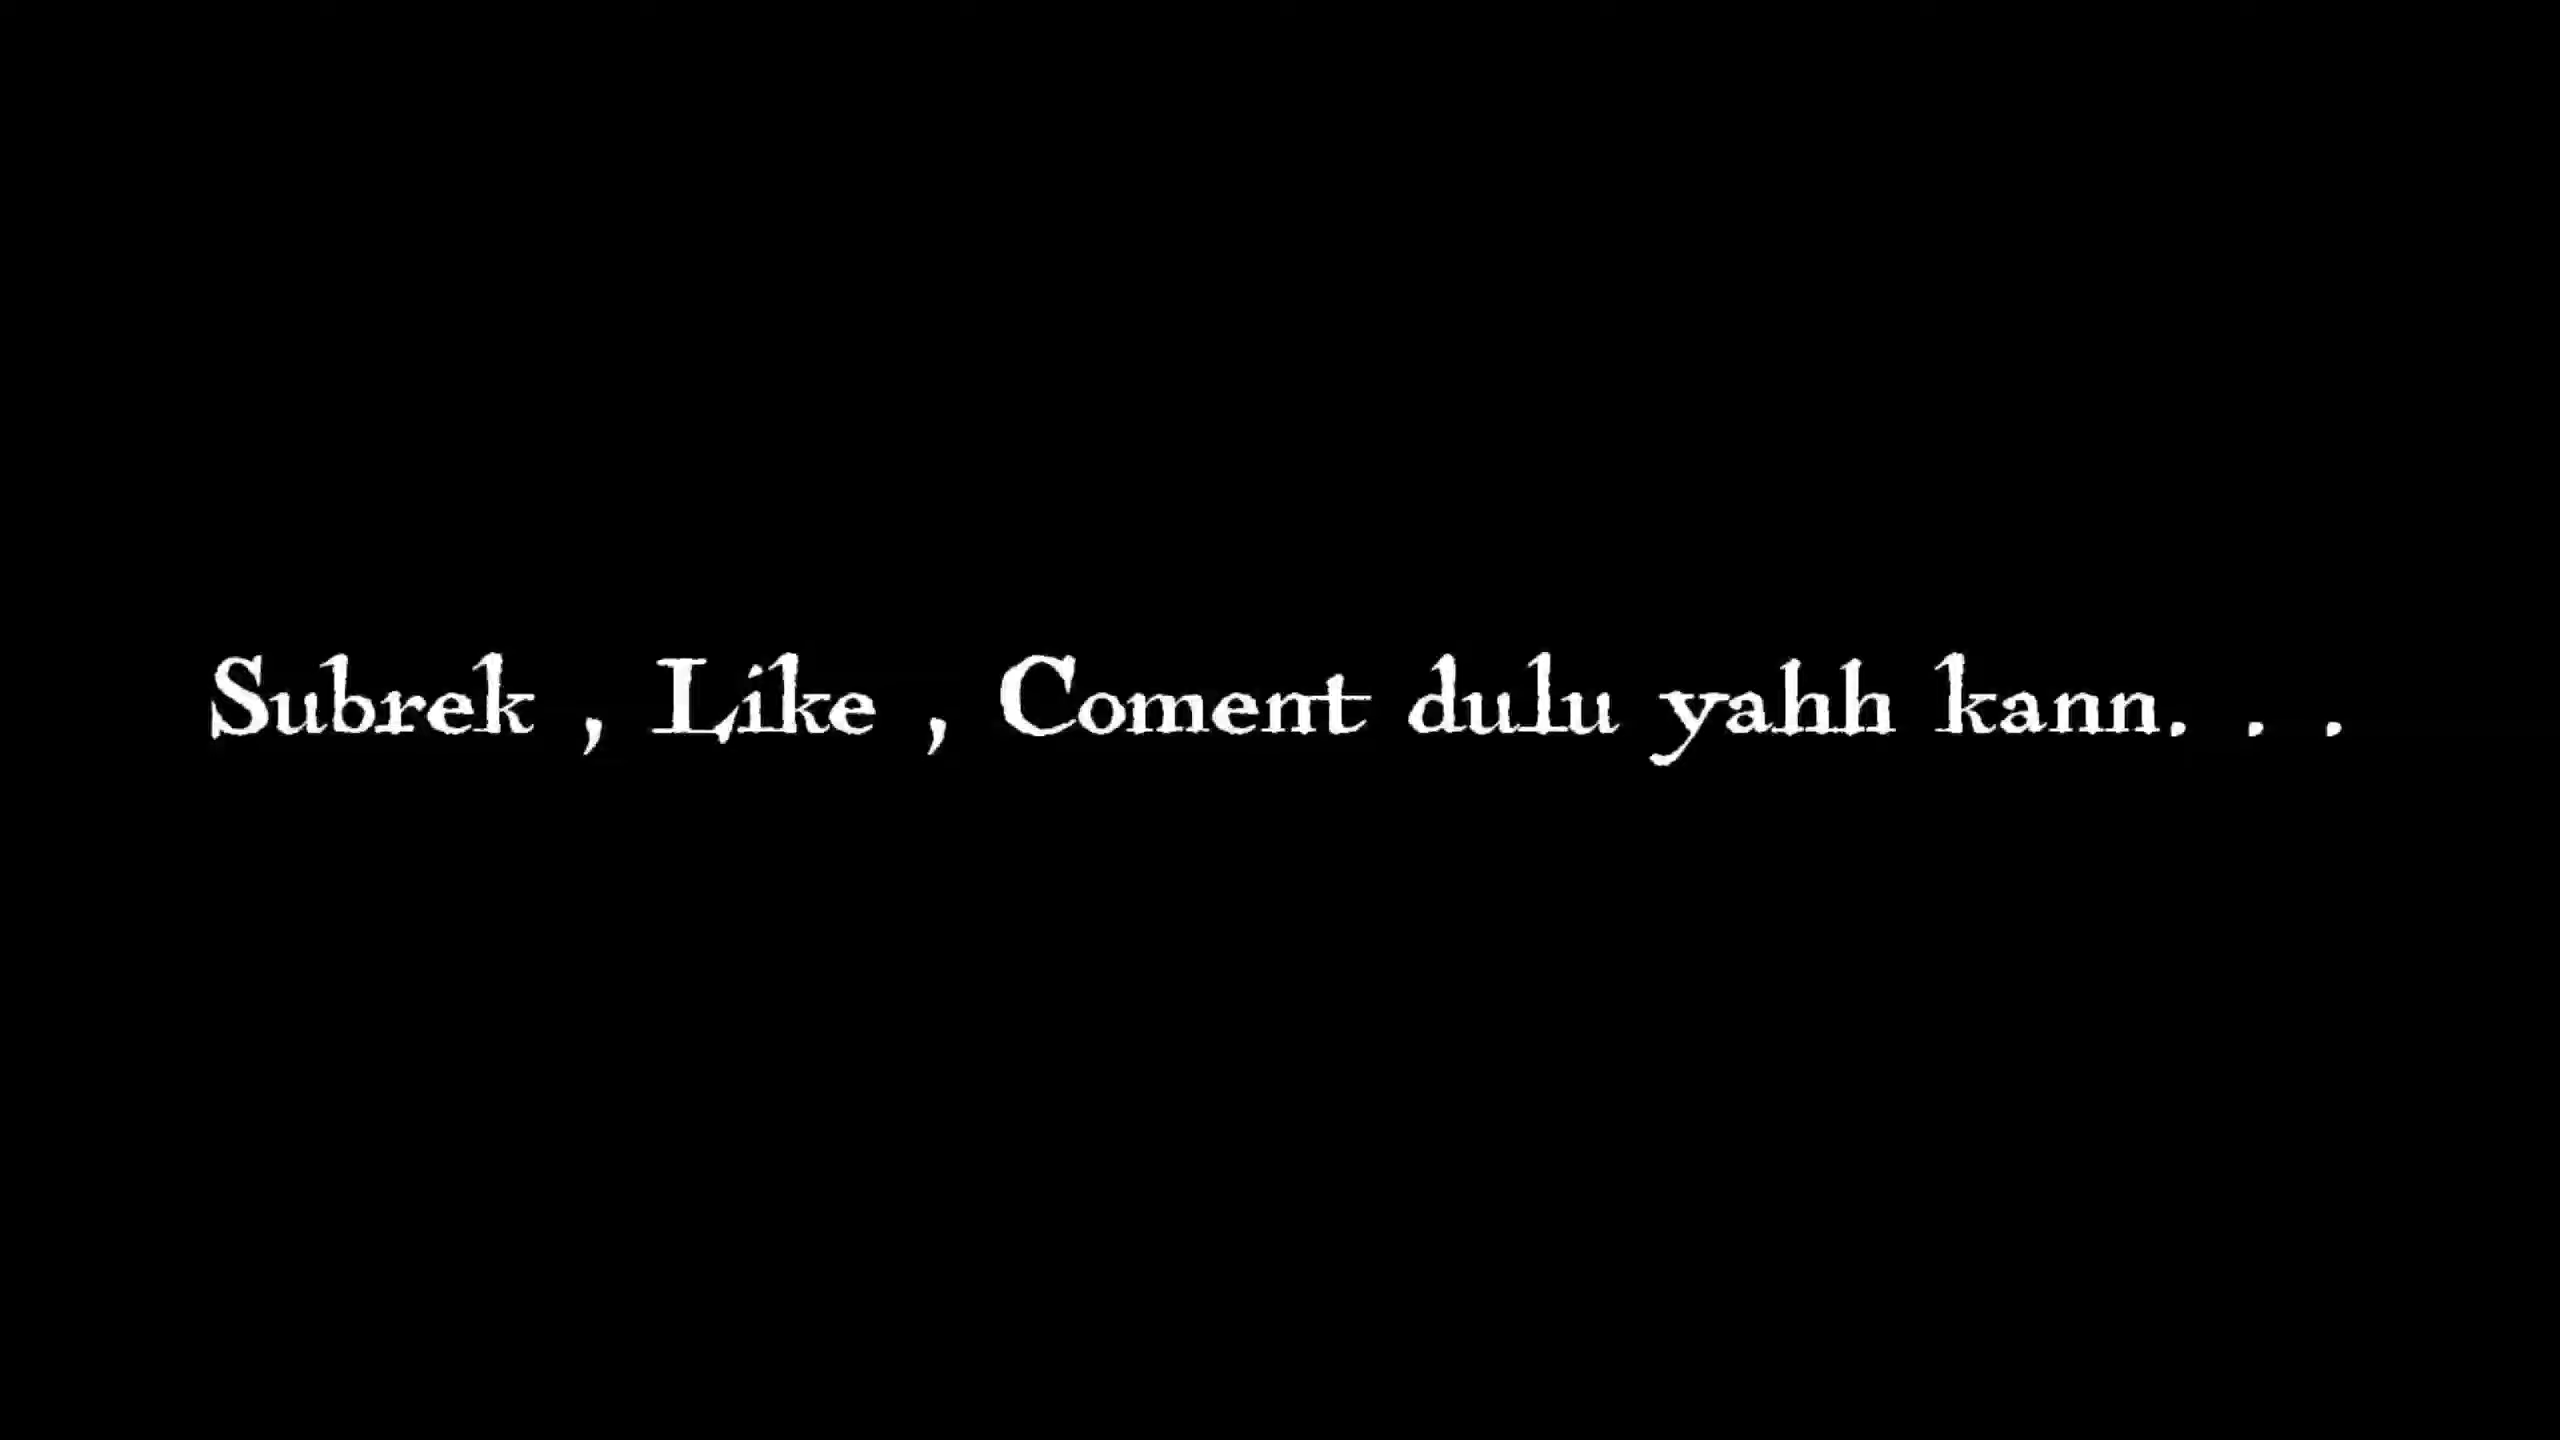 Subrek , Like , Coment dulu yahh kann. . .